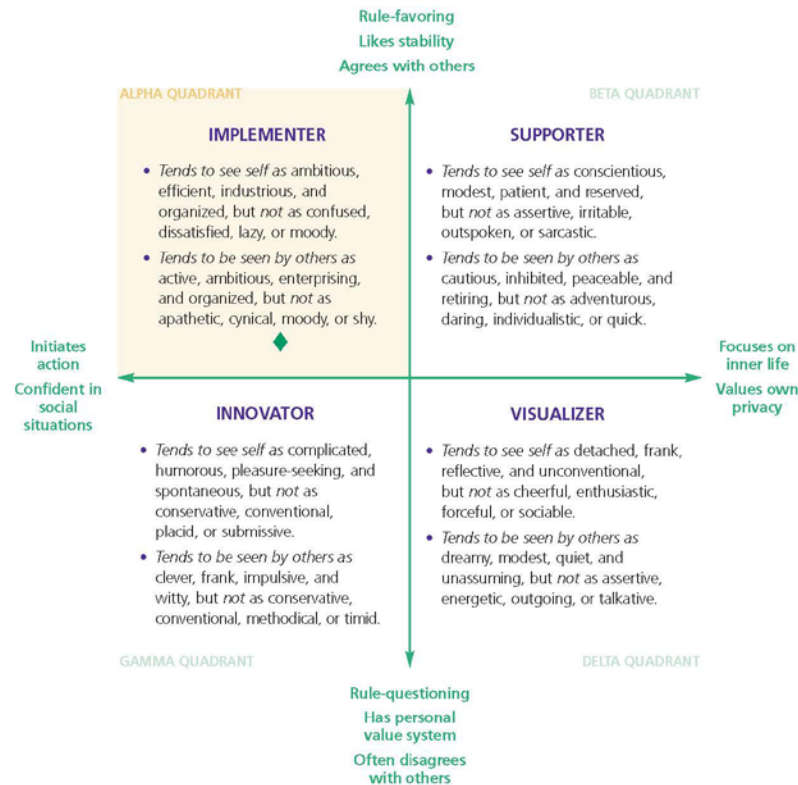 Rule-favoring
Likes stability
Agrees with others
ALPHA QUADRANT
BETA QUADRANT
IMPLEMENTER
• Tends to see self as ambitious,
efficient, industrious, and
organized, but not as confused,
dissatisfied, lazy, or moody.
• Tends to be seen by others as
active, ambitious, enterprising,
and organized, but not as
apathetic, cynical, moody, or shy.
SUPPORTER
• Tends to see self as conscientious,
modest, patient, and reserved,
but not as assertive, irritable,
outspoken, or sarcastic.
• Tends to be seen by others as
cautious, inhibited, peaceable, and
retiring, but not as adventurous,
daring, individualistic, or quick.
Initiates
action
Confident in
social
situations
Focuses on
inner life
Values own
privacy
INNOVATOR
• Tends to see self as complicated,
humorous, pleasure-seeking, and
spontaneous, but not as
conservative, conventional,
placid, or submissive.
• Tends to be seen by others as
clever, frank, impulsive, and
witty, but not as conservative,
conventional, methodical, or timid.
VISUALIZER
• Tends to see self as detached, frank,
reflective, and unconventional,
but not as cheerful, enthusiastic,
forceful, or sociable.
• Tends to be seen by others as
dreamy, modest, quiet, and
unassuming, but not as assertive,
energetic, outgoing, or talkative.
GAMMA QUADRANT
DELTA QUADRANT
Rule-questioning
Has personal
value system
Often disagrees
with others